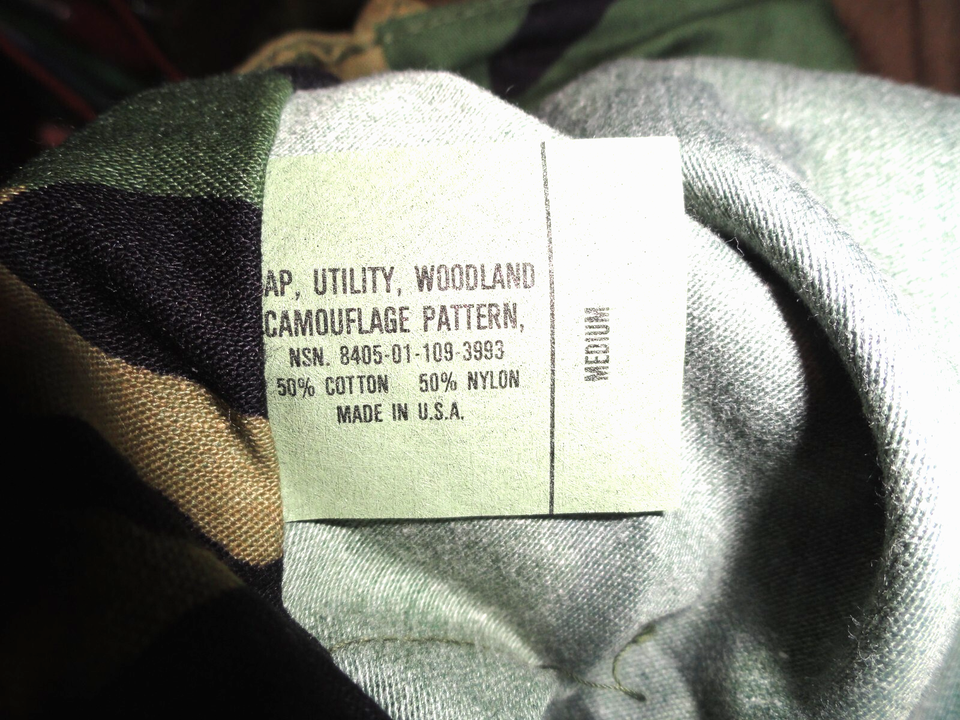 AP, UTILITY, WOODLAND
CAMOUFLAGE PATTERN,
NSN. 8405-01-109-3993
50% COTTON 50% NYLON
MADE IN U.S.A.
MEDIUM